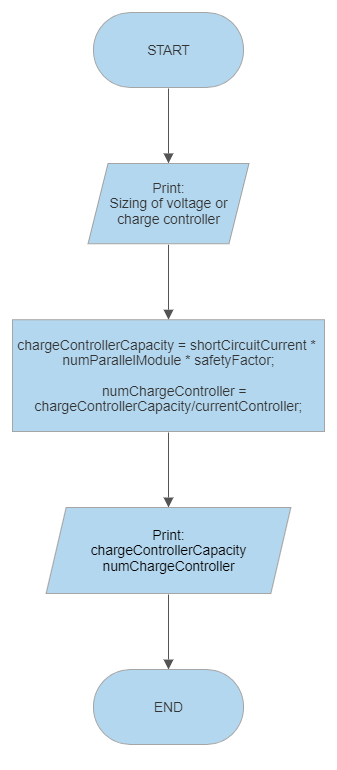 START
Print:
Sizing of voltage or
charge controller
chargeControllerCapacity = shortCircuitCurrent *
numParallelModule * safetyFactor;
numChargeController =
chargeControllerCapacity/currentController;
Print:
chargeControllerCapacity
numChargeController
END